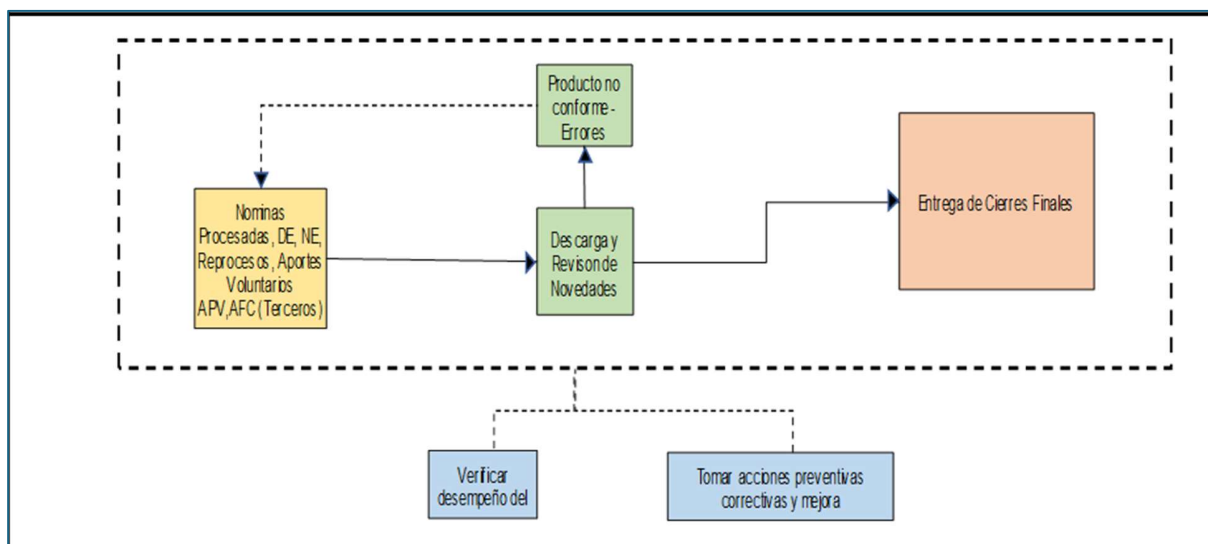 Producto no
conforme-
Errores
Nominas
Procesadas, DE, NE,
Reprocesos, Aportes
Voluntarios
APV,AFC (Terceros)
Descarga y
Revison de
Novedades
Entrega de Cierres Finales
Verificar
desempeño del
Tomar acciones preventivas
correctivas y mejora